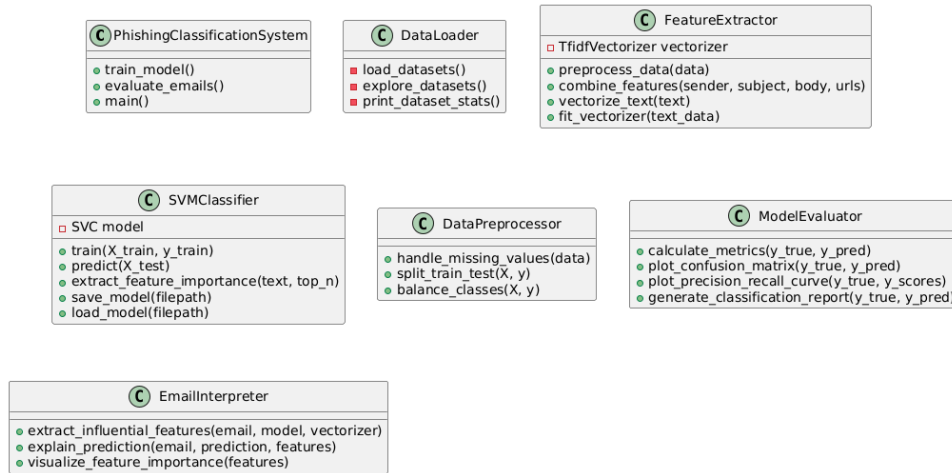 C PhishingClassificationSystem
train_model()
evaluate_emails()
main()
C DataLoader
load_datasets()
explore_datasets()
print_dataset_stats()
C FeatureExtractor
TfidfVectorizer vectorizer
preprocess_data(data)
combine_features(sender, subject, body, urls)
vectorize_text(text)
fit_vectorizer(text_data)
C SVMClassifier
SVC model
train(X_train, y_train)
predict(X_test)
extract_feature_importance(text, top_n)
save_model(filepath)
load_model(filepath)
C DataPreprocessor
handle_missing_values(data)
split_train_test(X, y)
balance_classes(X, y)
C ModelEvaluator
calculate_metrics(y_true, y_pred)
plot_confusion_matrix(y_true, y_pred)
plot_precision_recall_curve(y_true, y_scores)
generate_classification_report(y_true, y_pred)
C EmailInterpreter
extract_influential_features(email, model, vectorizer)
explain_prediction(email, prediction, features)
visualize_feature_importance(features)